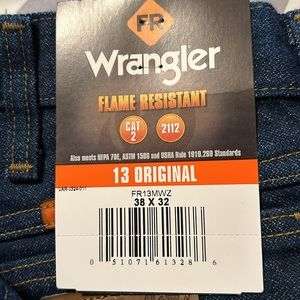 FR
Wrangler
FLAME RESISTANT
CAT 2
2112
Also meets NFPA 70E, ASTM 1506 and OSHA Rule 1910.269 Standards
13 ORIGINAL
FR13MWZ
38 X 32
0 51071 61328 6